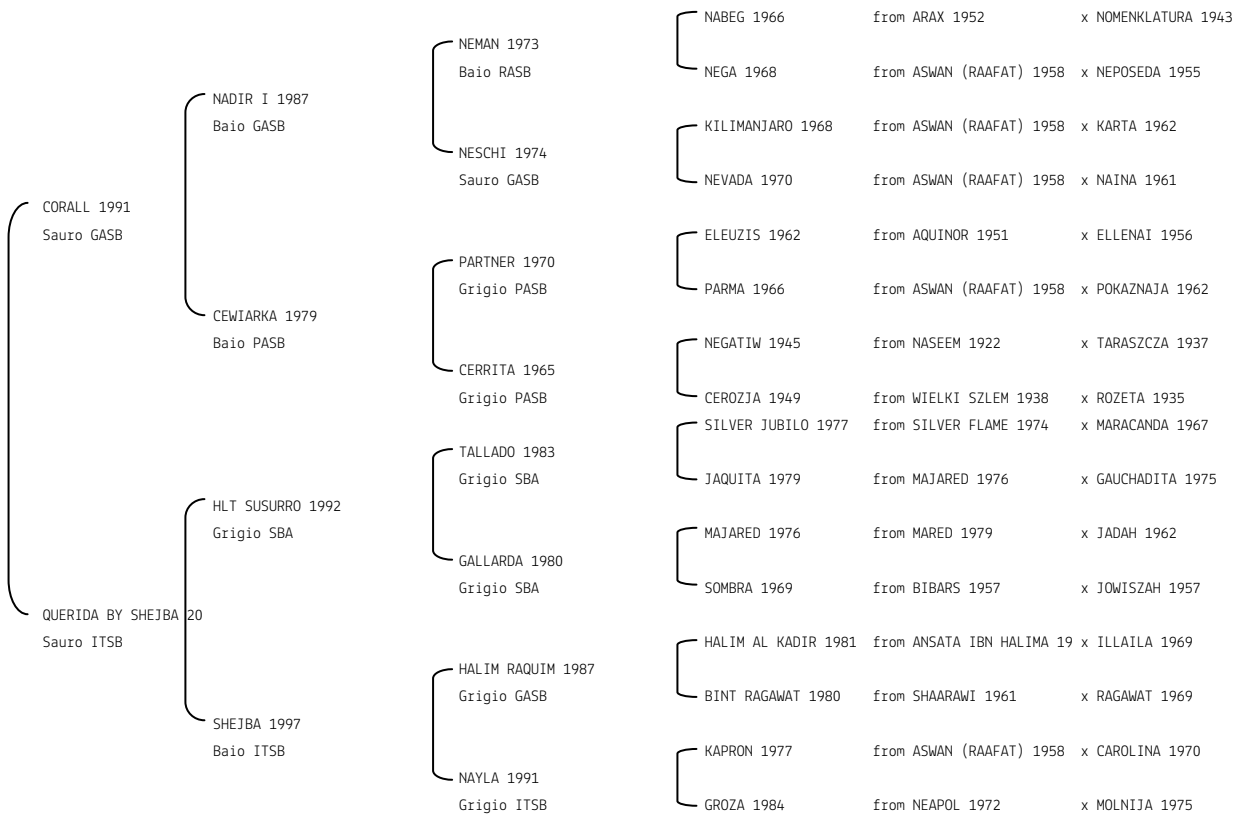 NABEG 1966 from ARAX 1952 x NOMENKLATURA 1943
NEMAN 1973
Baio RASB
NEGA 1968 from ASWAN (RAAFAT) 1958 x NEPOSEDA 1955
NADIR I 1987
Baio GASB
KILIMANJARO 1968 from ASWAN (RAAFAT) 1958 x KARTA 1962
NESCHI 1974
Sauro GASB
NEVADA 1970 from ASWAN (RAAFAT) 1958 x NAINA 1961
CORALL 1991
Sauro GASB
ELEUZIS 1962 from AQUINOR 1951 x ELLENAI 1956
PARTNER 1970
Grigio PASB
PARMA 1966 from ASWAN (RAAFAT) 1958 x POKAZNAJA 1962
CEWIARKA 1979
Baio PASB
NEGATIW 1945 from NASEEM 1922 x TARASZCZA 1937
CERRITA 1965
Grigio PASB
CEROZJA 1949 from WIELKI SZLEM 1938 x ROZETA 1935
SILVER JUBILO 1977 from SILVER FLAME 1974 x MARACANDA 1967
TALLADO 1983
Grigio SBA
JAQUITA 1979 from MAJARED 1976 x GAUCHADITA 1975
HLT SUSURRO 1992
Grigio SBA
MAJARED 1976 from MARED 1979 x JADAH 1962
GALLARDA 1980
Grigio SBA
SOMBRA 1969 from BIBARS 1957 x JOWISZAH 1957
QUERIDA BY SHEJBA 20
Sauro ITSB
HALIM AL KADIR 1981 from ANSATA IBN HALIMA 19 x ILLAILA 1969
HALIM RAQUIM 1987
Grigio GASB
BINT RAGAWAT 1980 from SHAARAWI 1961 x RAGAWAT 1969
SHEJBA 1997
Baio ITSB
KAPRON 1977 from ASWAN (RAAFAT) 1958 x CAROLINA 1970
NAYLA 1991
Grigio ITSB
GROZA 1984 from NEAPOL 1972 x MOLNIJA 1975